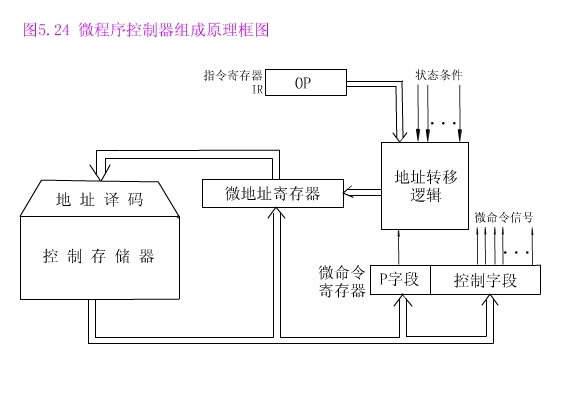 图5.24 微程序控制器组成原理框图
指令寄存器
IR
OP
状态条件
地址转移
逻辑
微地址寄存器
地址译码
控制存储器
微命令信号
微命令
寄存器
P字段
控制字段